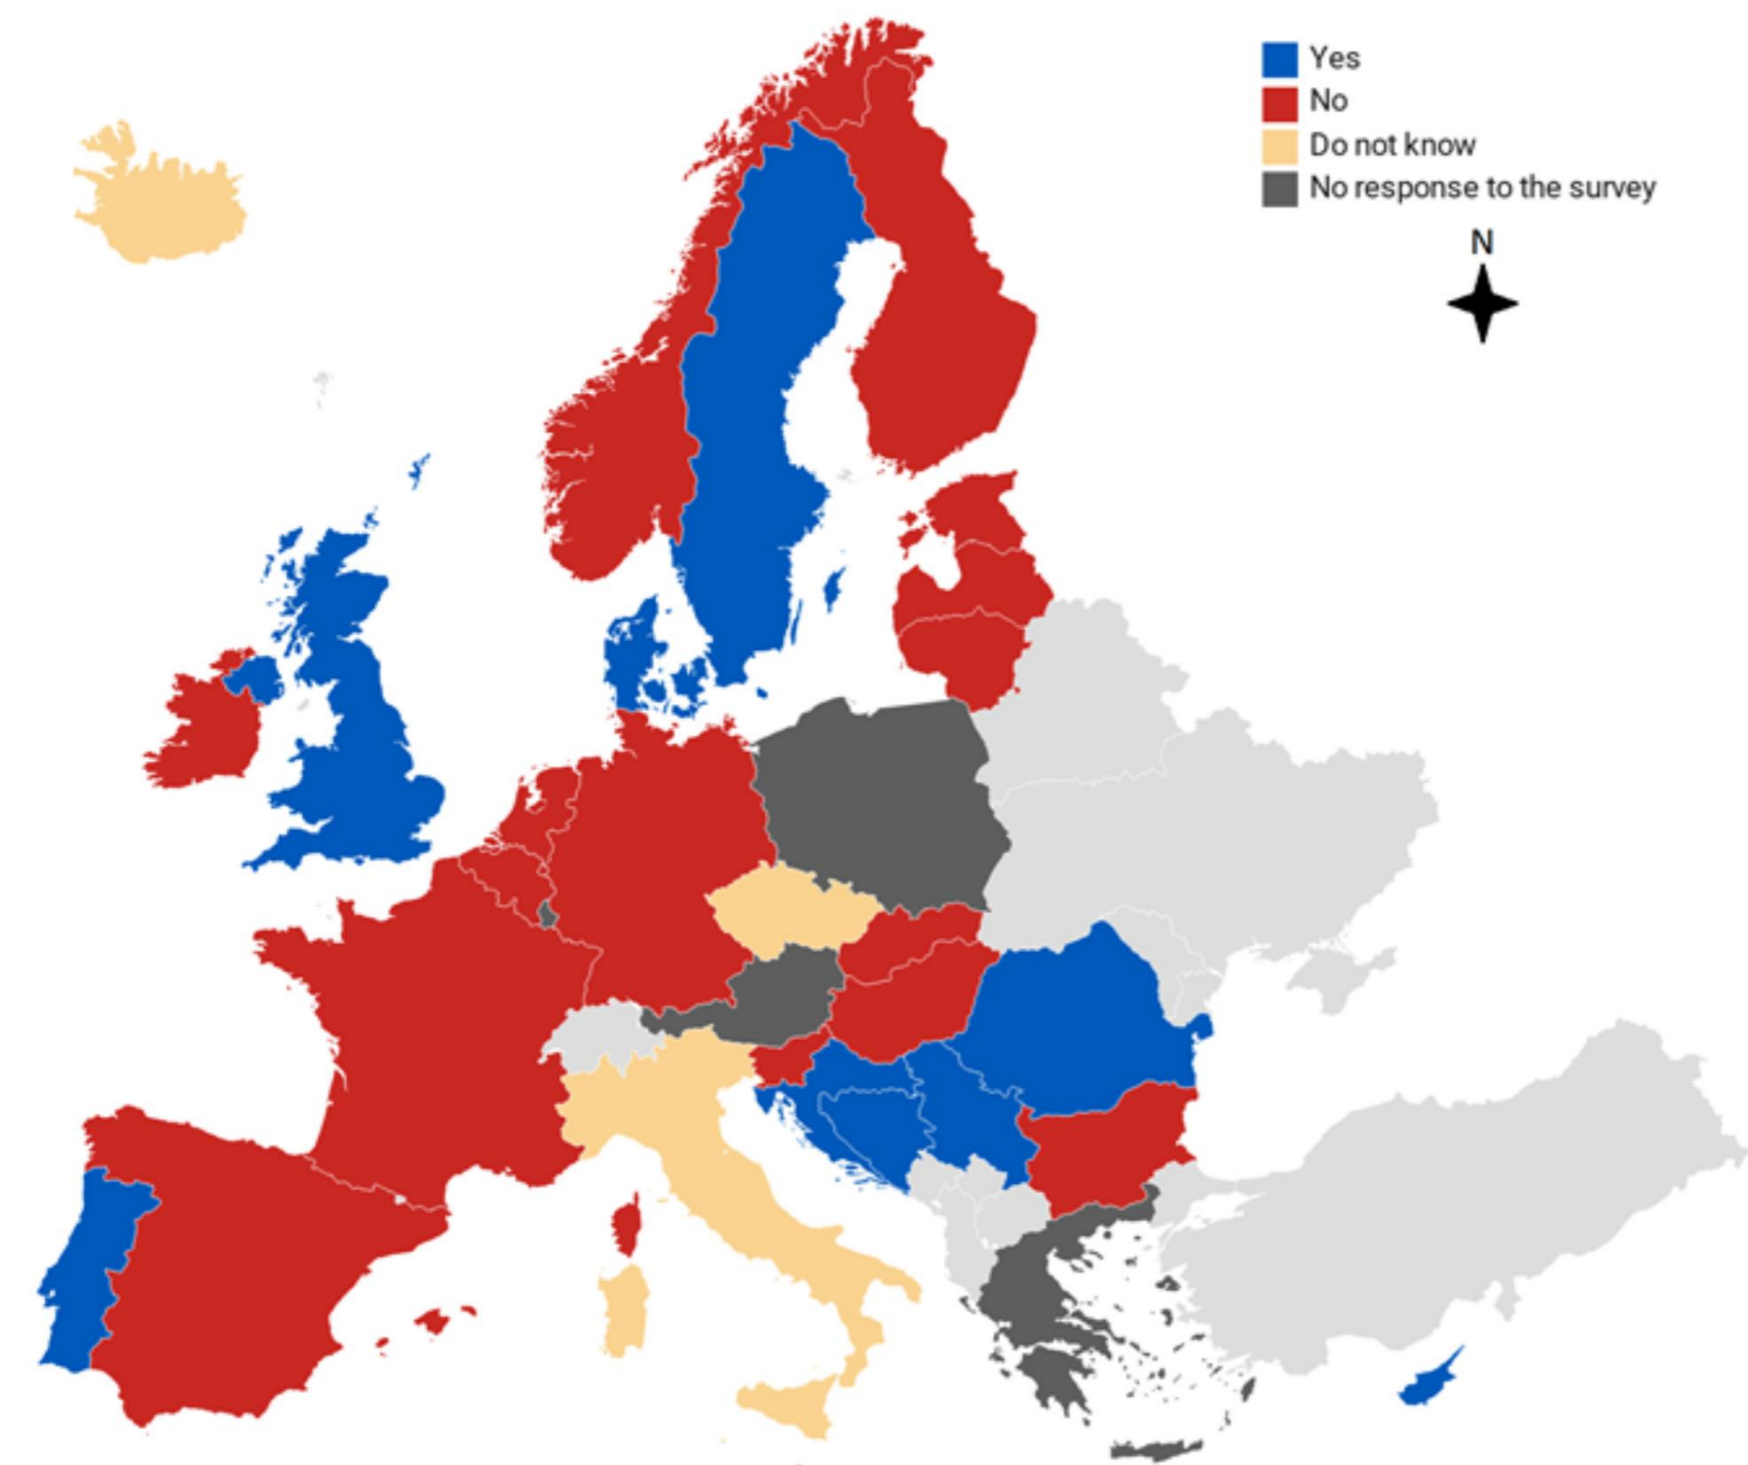 Yes
No
Do not know
No response to the survey
N